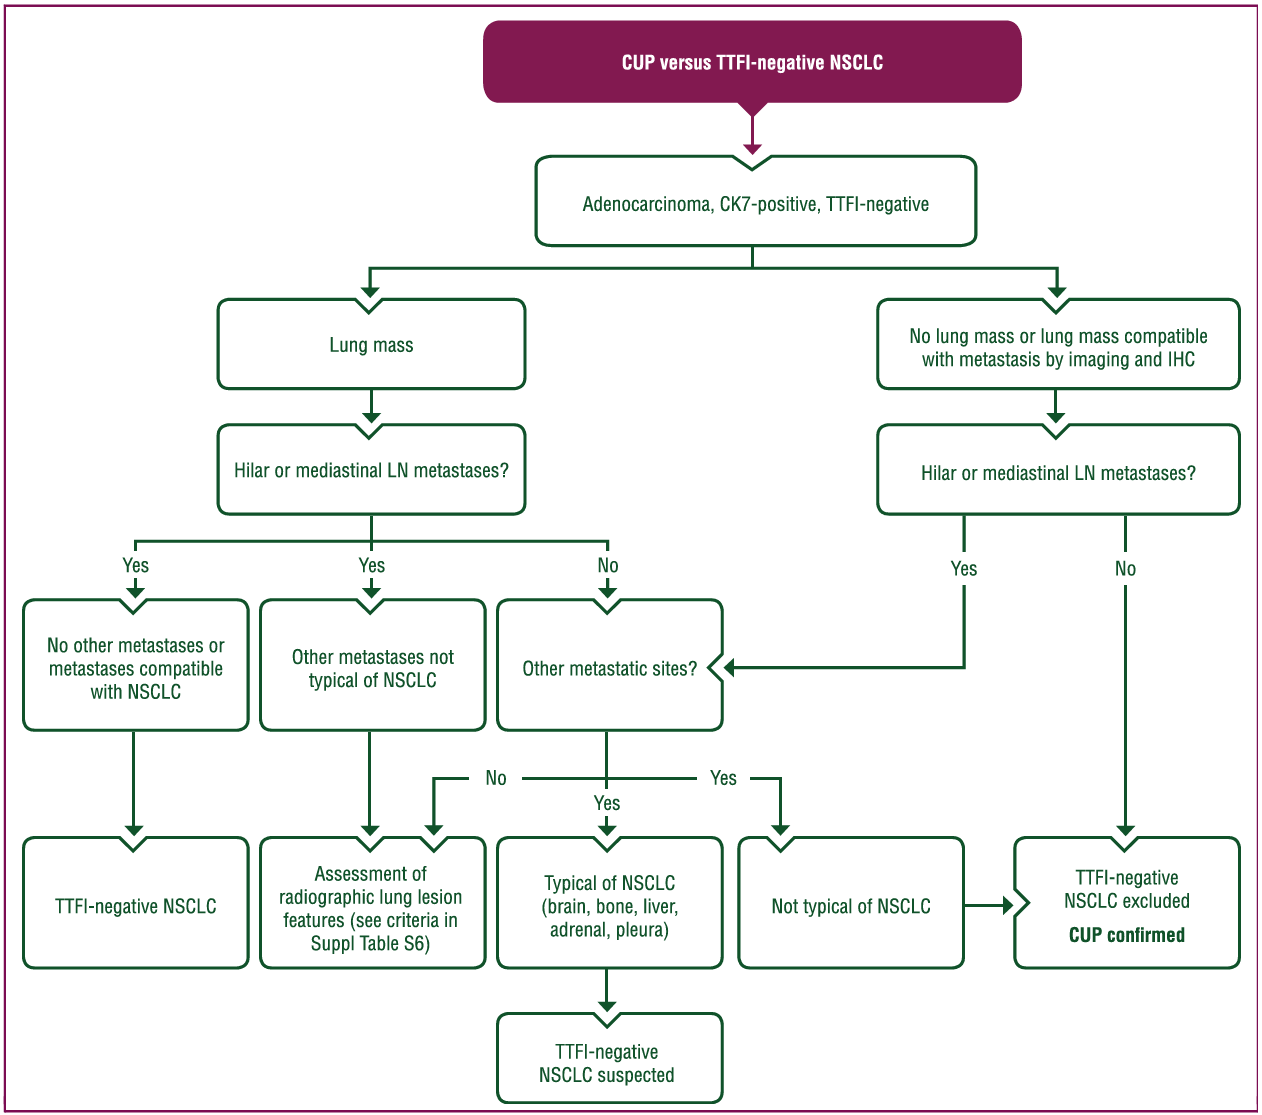 CUP versus TTFI-negative NSCLC
Adenocarcinoma, CK7-positive, TTFI-negative
Lung mass
No lung mass or lung mass compatible
with metastasis by imaging and IHC
Hilar or mediastinal LN metastases?
Hilar or mediastinal LN metastases?
Yes
Yes
No
Yes
No
No other metastases or
metastases compatible
with NSCLC
Other metastases not
typical of NSCLC
Other metastatic sites?
No
Yes
Yes
TTFI-negative NSCLC
Assessment of
radiographic lung lesion
features (see criteria in
Suppl Table S6)
Typical of NSCLC
(brain, bone, liver,
adrenal, pleura)
Not typical of NSCLC
TTFI-negative
NSCLC excluded
CUP confirmed
TTFI-negative
NSCLC suspected